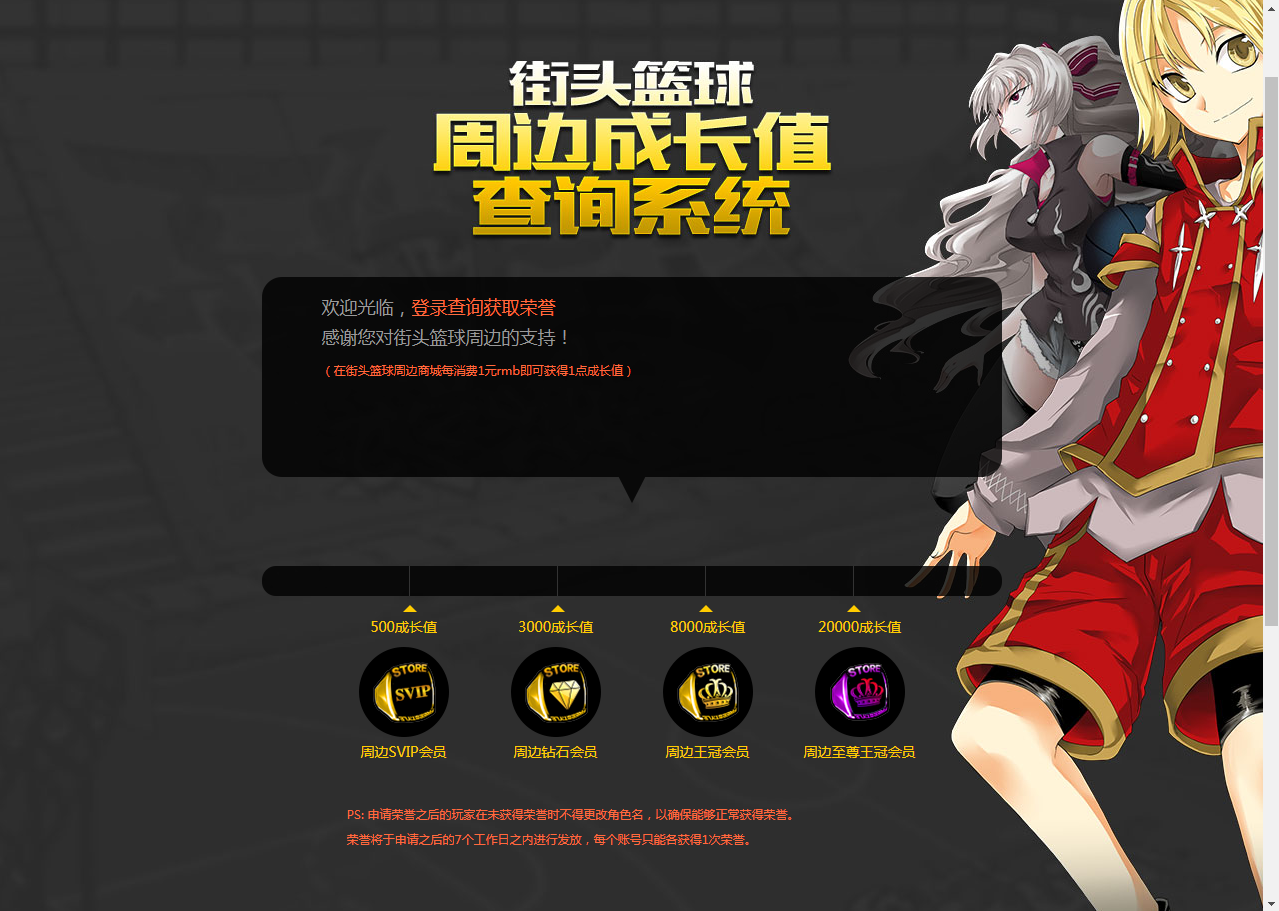 街头篮球
周边成长值
查询系统
欢迎光临，登录查询获取荣誉
感谢您对街头篮球周边的支持！
（在街头篮球周边商城每消费1元rmb即可获得1点成长值）
500成长值
3000成长值
8000成长值
20000成长值
STORE
SVIP
STORE
STORE
STORE
周边SVIP会员
周边钻石会员
周边王冠会员
周边至尊王冠会员
PS: 申请荣誉之后的玩家在未获得荣誉时不得更改角色名，以确保能够正常获得荣誉。
荣誉将于申请之后的7个工作日之内进行发放，每个账号只能各获得1次荣誉。